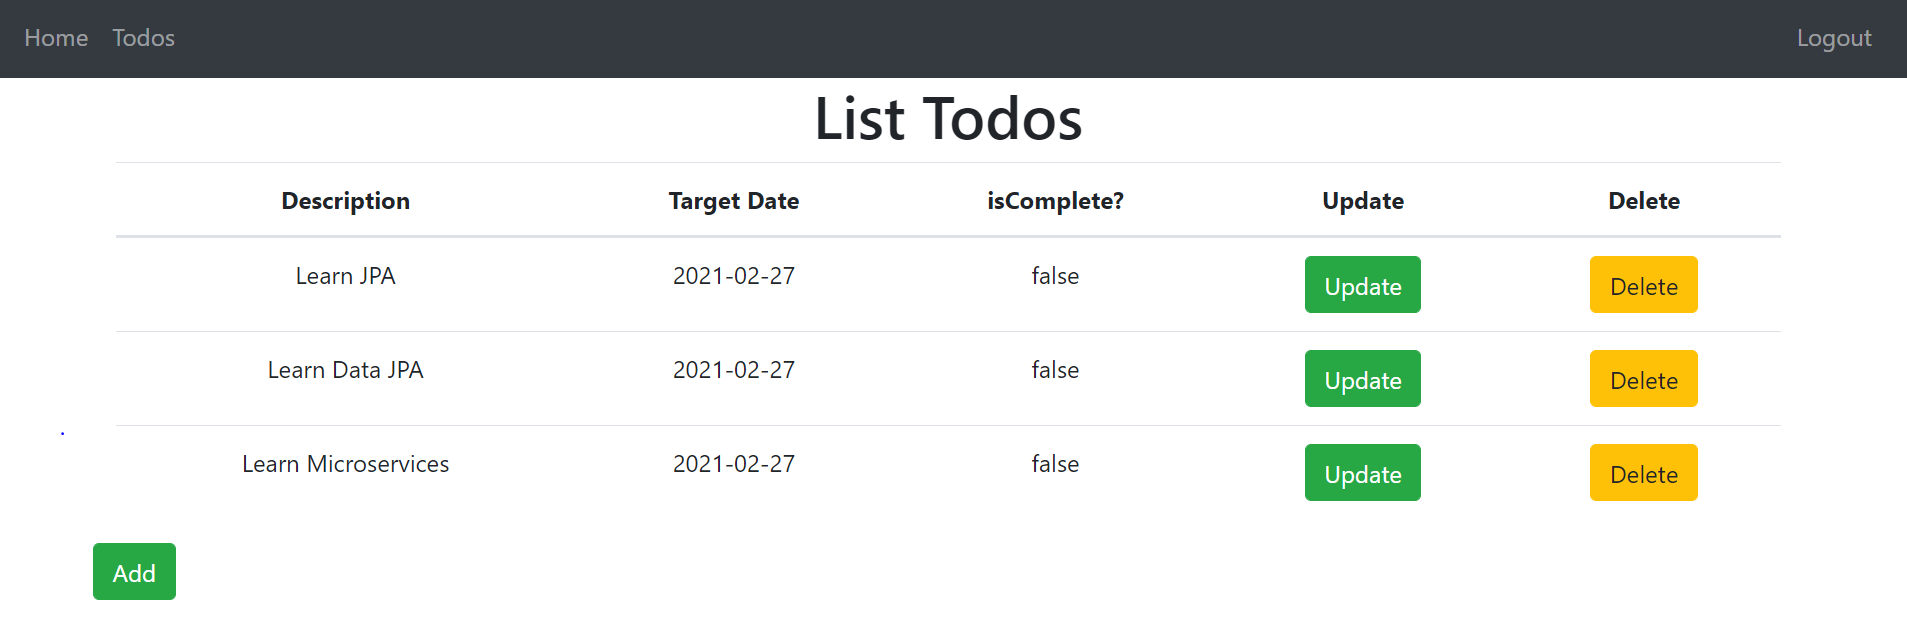 Home Todos Logout
List Todos
Description Target Date isComplete? Update Delete
Learn JPA 2021-02-27 false Update Delete
Learn Data JPA 2021-02-27 false Update Delete
Learn Microservices 2021-02-27 false Update Delete
Add